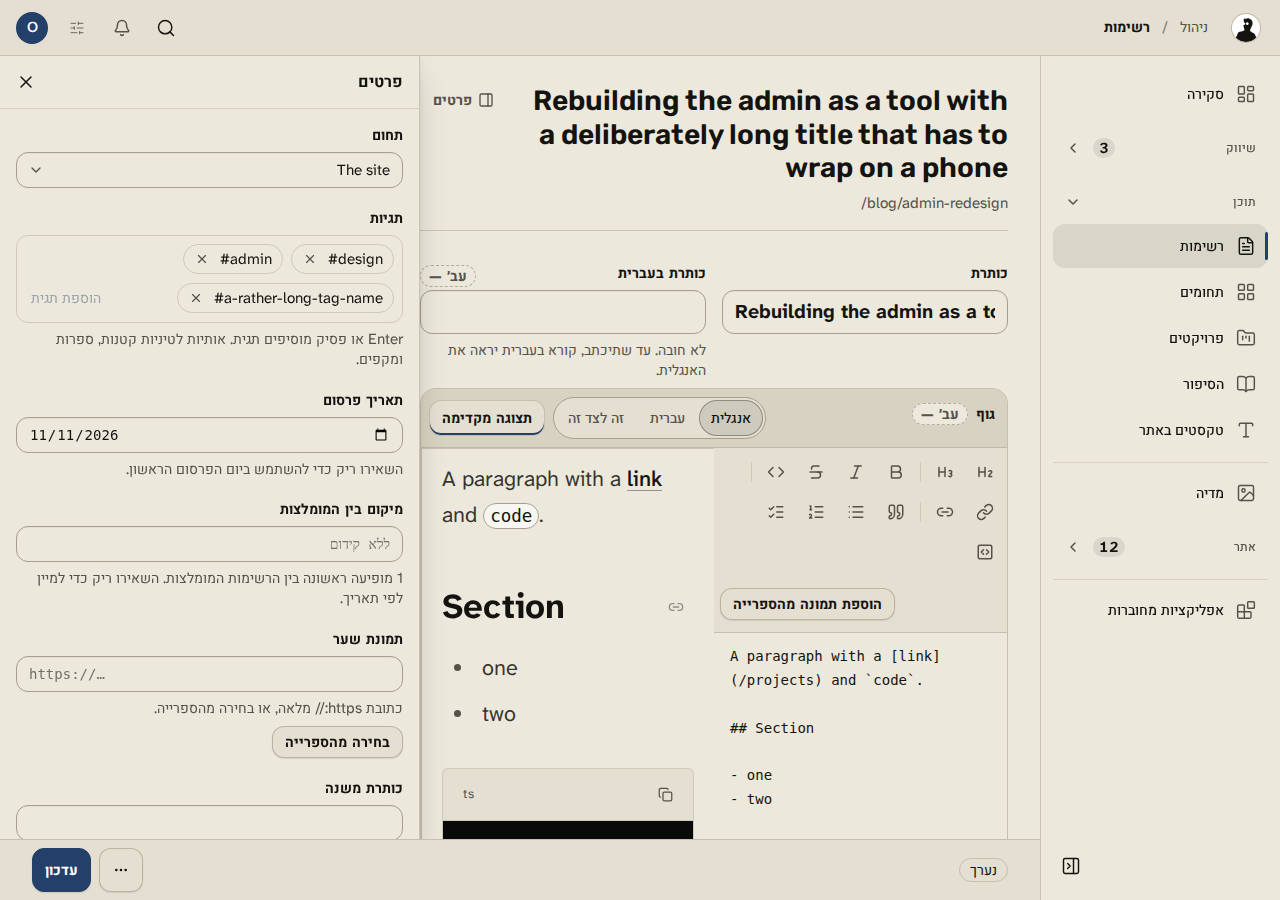 ניהול / רשימות
O
סקירה
שיווק 3
תוכן
רשימות
תחומים
פרויקטים
הסיפור
טקסטים באתר
מדיה
אתר 12
אפליקציות מחוברות
Rebuilding the admin as a tool with
a deliberately long title that has to
wrap on a phone
פרטים
/blog/admin-redesign
כותרת
Rebuilding the admin as a to
כותרת בעברית
עב׳ —
לא חובה. עד שתיכתב, קורא בעברית יראה את
האנגלית.
גוף עב׳ —
אנגלית עברית זה לצד זה
תצוגה מקדימה
H2 H3
הוספת תמונה מהספרייה
A paragraph with a [link]
(/projects) and `code`.
## Section
- one
- two
A paragraph with a link
and code.
Section
one
two
ts
פרטים
תחום
The site
תגיות
#design
#admin
#a-rather-long-tag-name
הוספת תגית
Enter או פסיק מוסיפים תגית. אותיות לטיניות קטנות, ספרות
ומקפים.
תאריך פרסום
11/11/2026
השאירו ריק כדי להשתמש ביום הפרסום הראשון.
מיקום בין המומלצות
ללא קידום
1 מופיעה ראשונה בין הרשימות המומלצות. השאירו ריק כדי למיין
לפי תאריך.
תמונת שער
https://…
כתובת https:// מלאה, או בחירה מהספרייה.
בחירה מהספרייה
כותרת משנה
נערך
עדכון